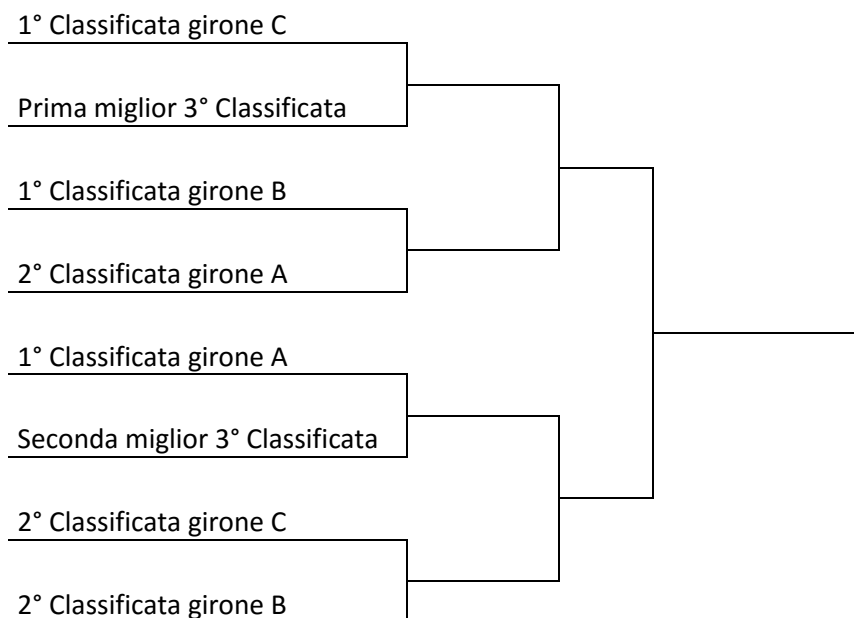 1° Classificata girone C
Prima miglior 3° Classificata
1° Classificata girone B
2° Classificata girone A
1° Classificata girone A
Seconda miglior 3° Classificata
2° Classificata girone C
2° Classificata girone B